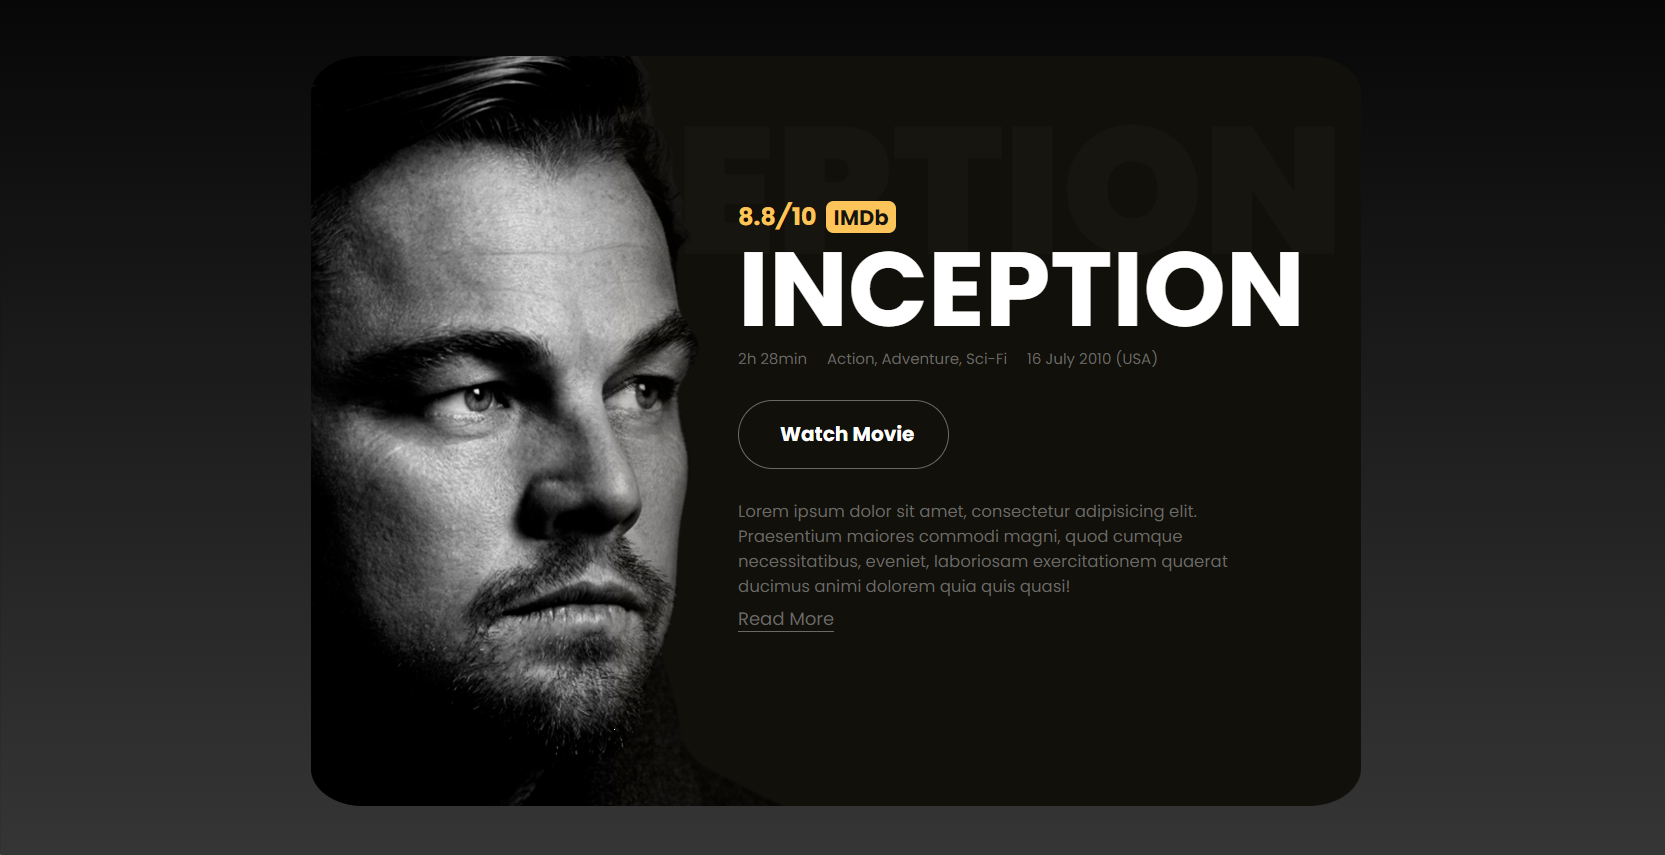 EPTION
8.8/10 IMDb
INCEPTION
2h 28min Action, Adventure, Sci-Fi 16 July 2010 (USA)
Watch Movie
Lorem ipsum dolor sit amet, consectetur adipisicing elit.
Praesentium maiores commodi magni, quod cumque
necessitatibus, eveniet, laboriosam exercitationem quaerat
ducimus animi dolorem quia quis quasi!
Read More